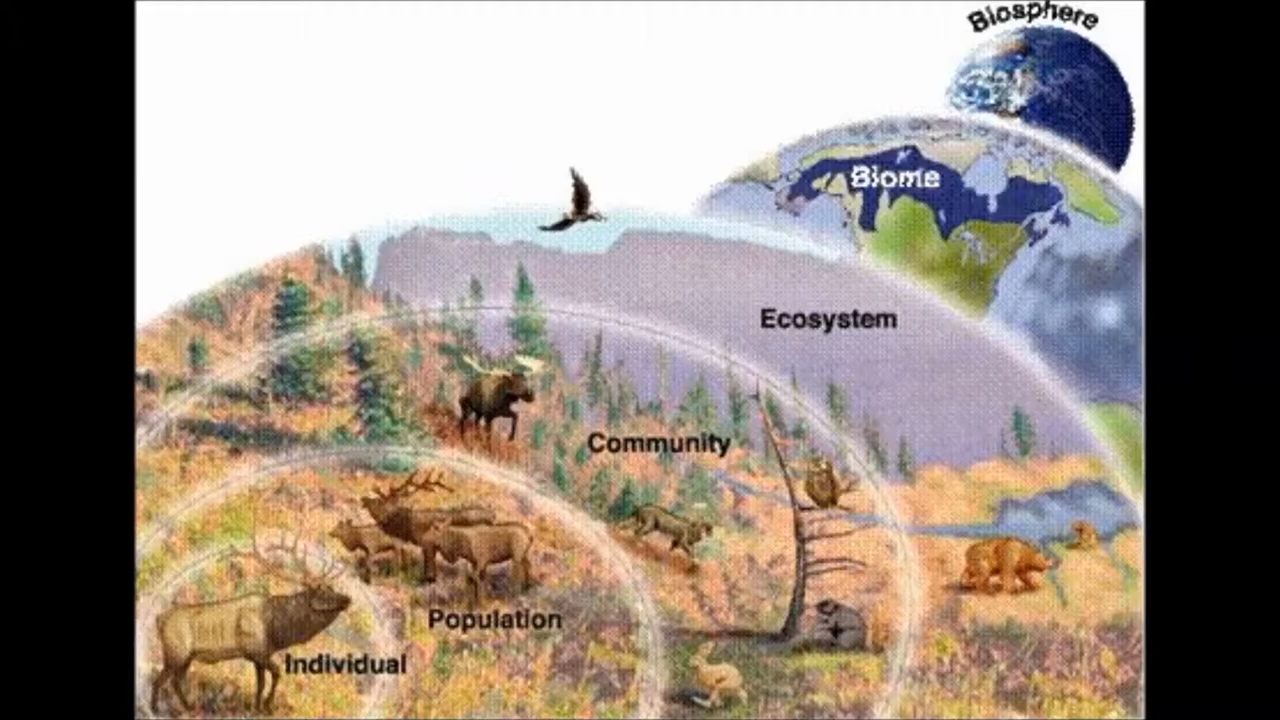 Biosphere
Biome
Ecosystem
Community
Population
Individual